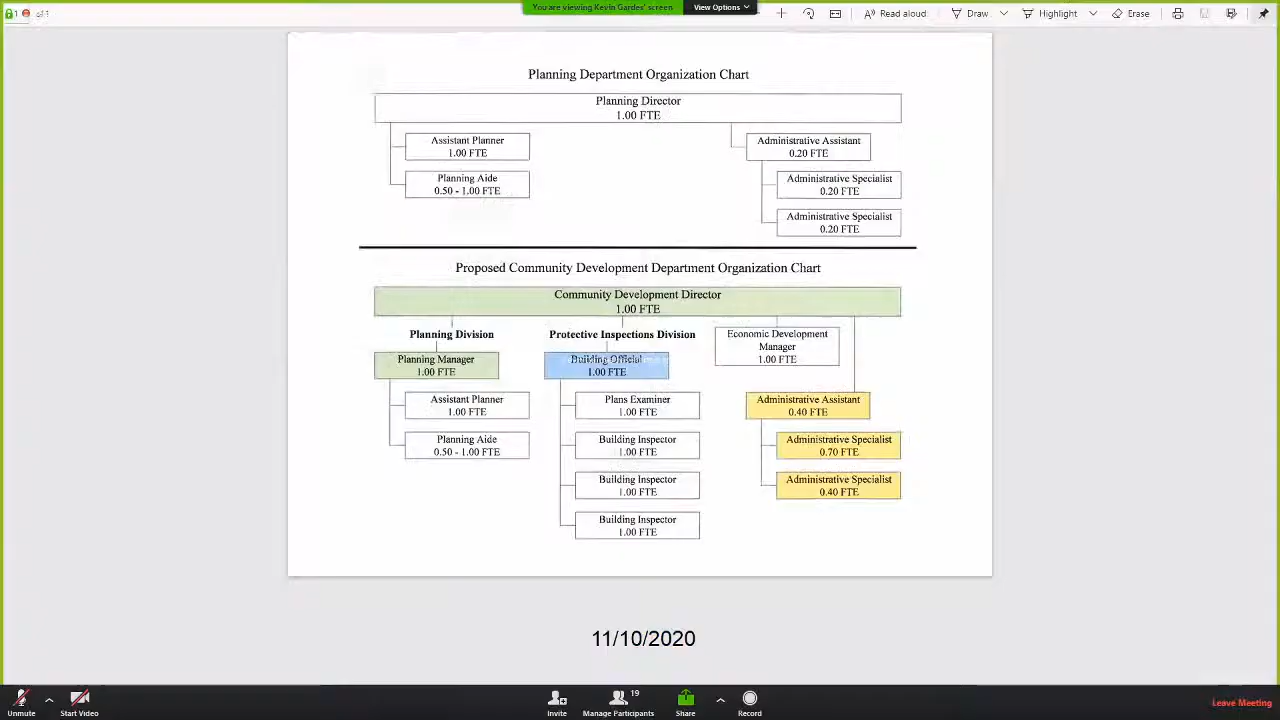 1
You are viewing Kevin Gardes' screen
View Options
Read aloud
Draw
Highlight
Erase
Planning Department Organization Chart
Planning Director
1.00 FTE
Assistant Planner
1.00 FTE
Administrative Assistant
0.20 FTE
Planning Aide
0.50 - 1.00 FTE
Administrative Specialist
0.20 FTE
Administrative Specialist
0.20 FTE
Proposed Community Development Department Organization Chart
Community Development Director
1.00 FTE
Planning Division
Protective Inspections Division
Economic Development
Manager
1.00 FTE
Planning Manager
1.00 FTE
Building Official
1.00 FTE
Assistant Planner
1.00 FTE
Plans Examiner
1.00 FTE
Administrative Assistant
0.40 FTE
Planning Aide
0.50 - 1.00 FTE
Building Inspector
1.00 FTE
Administrative Specialist
0.70 FTE
Building Inspector
1.00 FTE
Administrative Specialist
0.40 FTE
Building Inspector
1.00 FTE
11/10/2020
Unmute
Start Video
Invite
19
Manage Participants
Share
Record
Leave Meeting